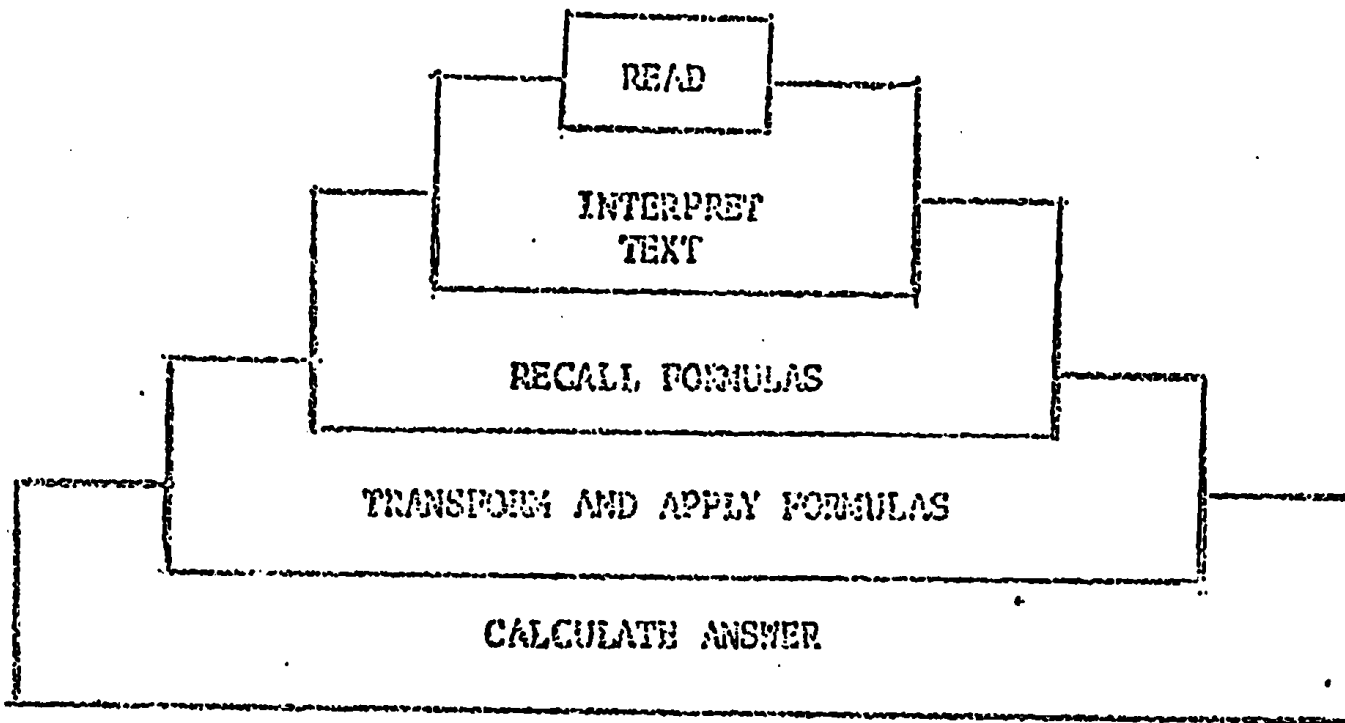 READ
INTERPRET
TEXT
RECALL FORMULAS
TRANSFORM AND APPLY FORMULAS
CALCULATE ANSWER